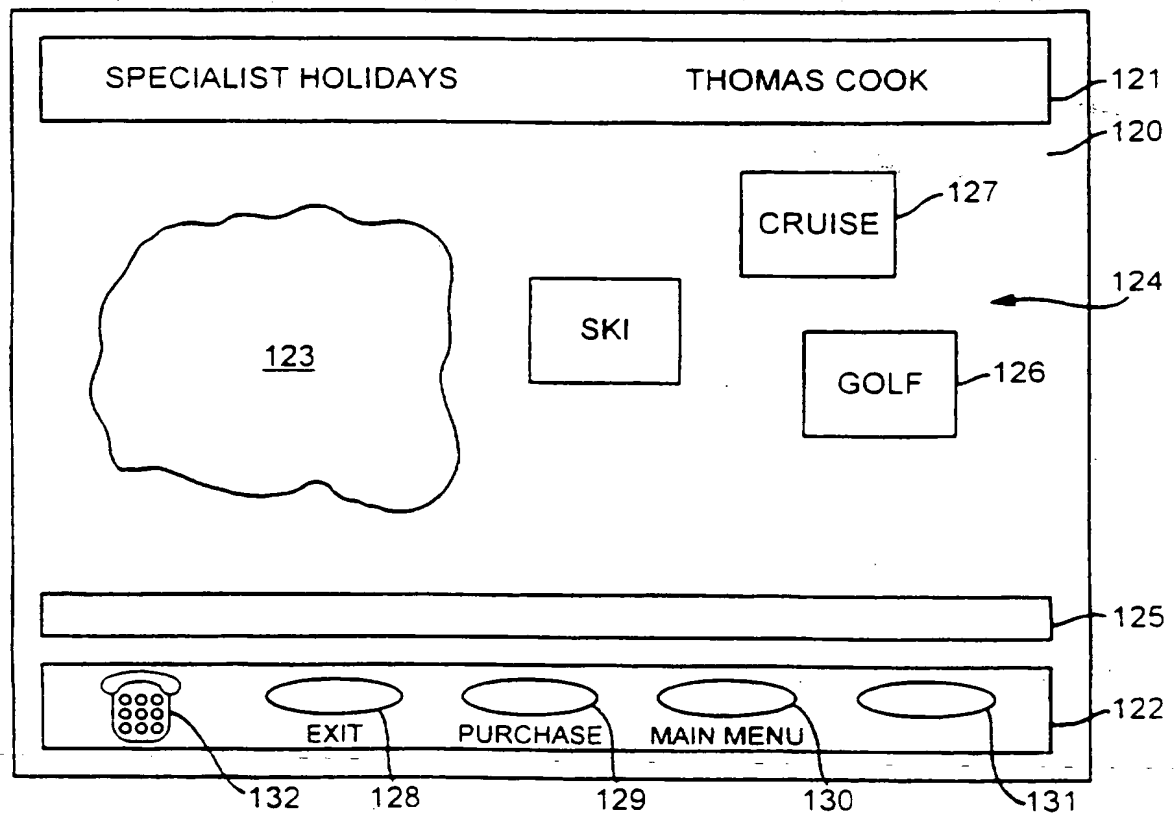 SPECIALIST HOLIDAYS THOMAS COOK
121
120
CRUISE
127
124
SKI
123
GOLF
126
125
122
EXIT PURCHASE MAIN MENU
132 128 129 130 131